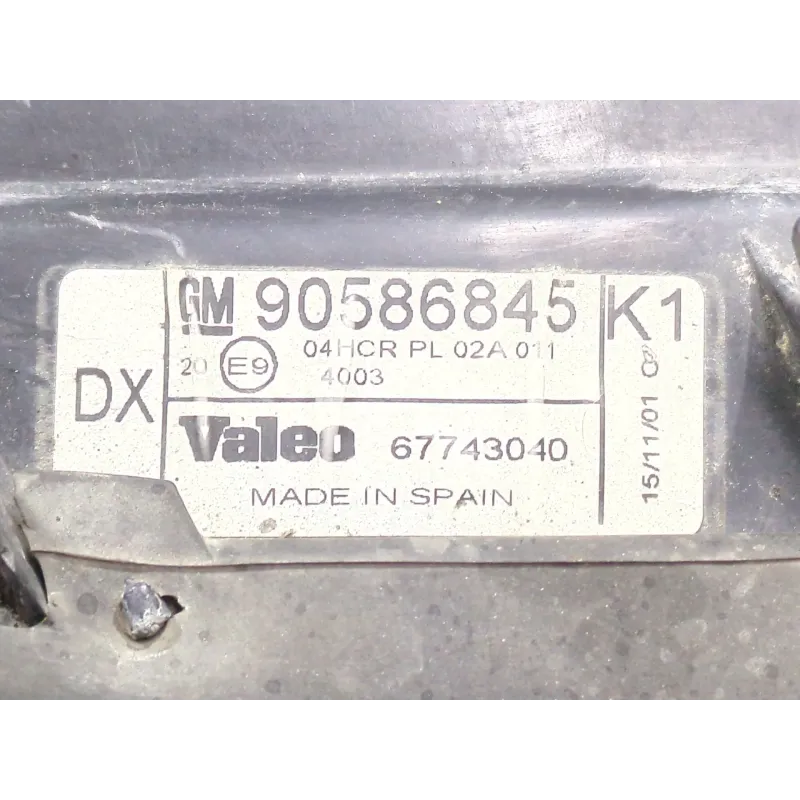 DX
GM 90586845 K1
20 E9 04HCR PL 02A 011
4003
Valeo 67743040
MADE IN SPAIN
15/11/01